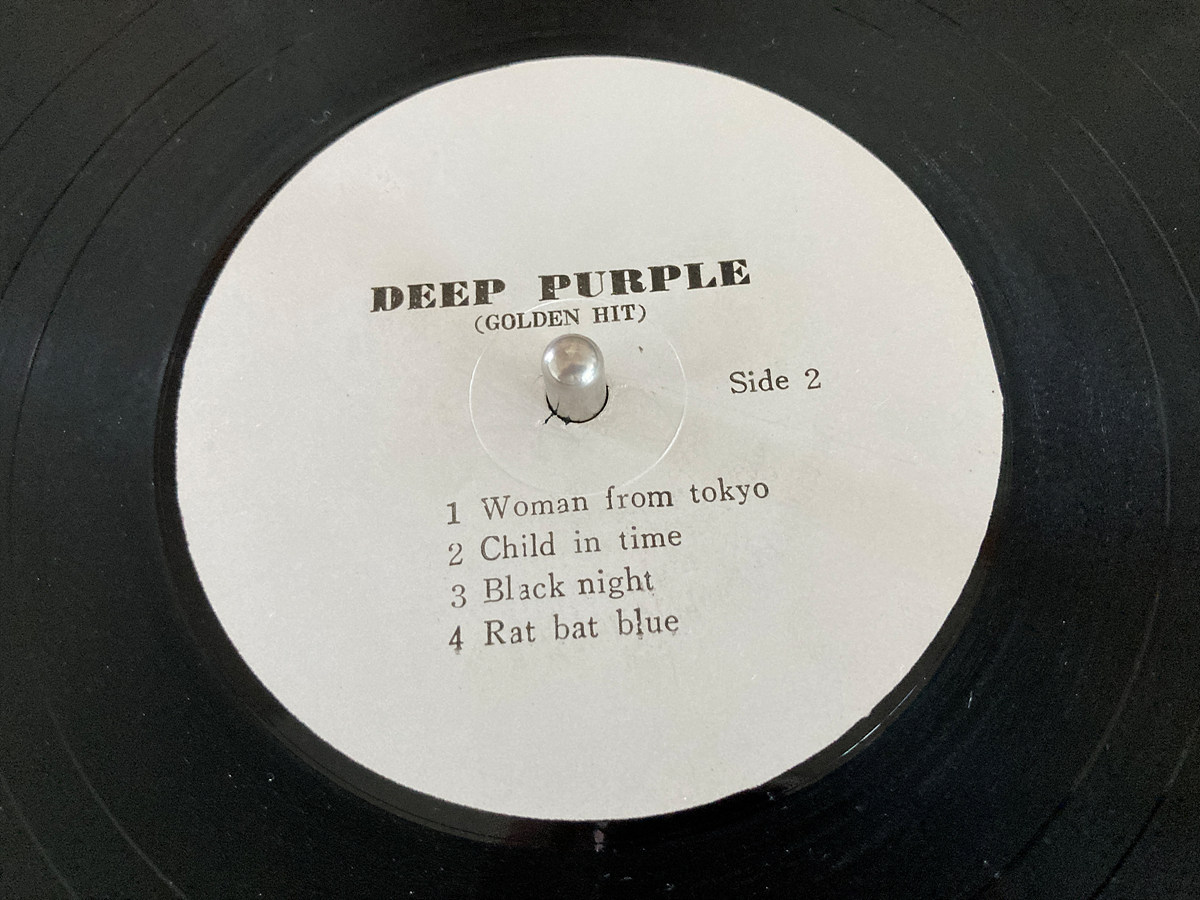 DEEP PURPLE
(GOLDEN HIT)
Side 2
1 Woman from tokyo
2 Child in time
3 Black night
4 Rat bat blue